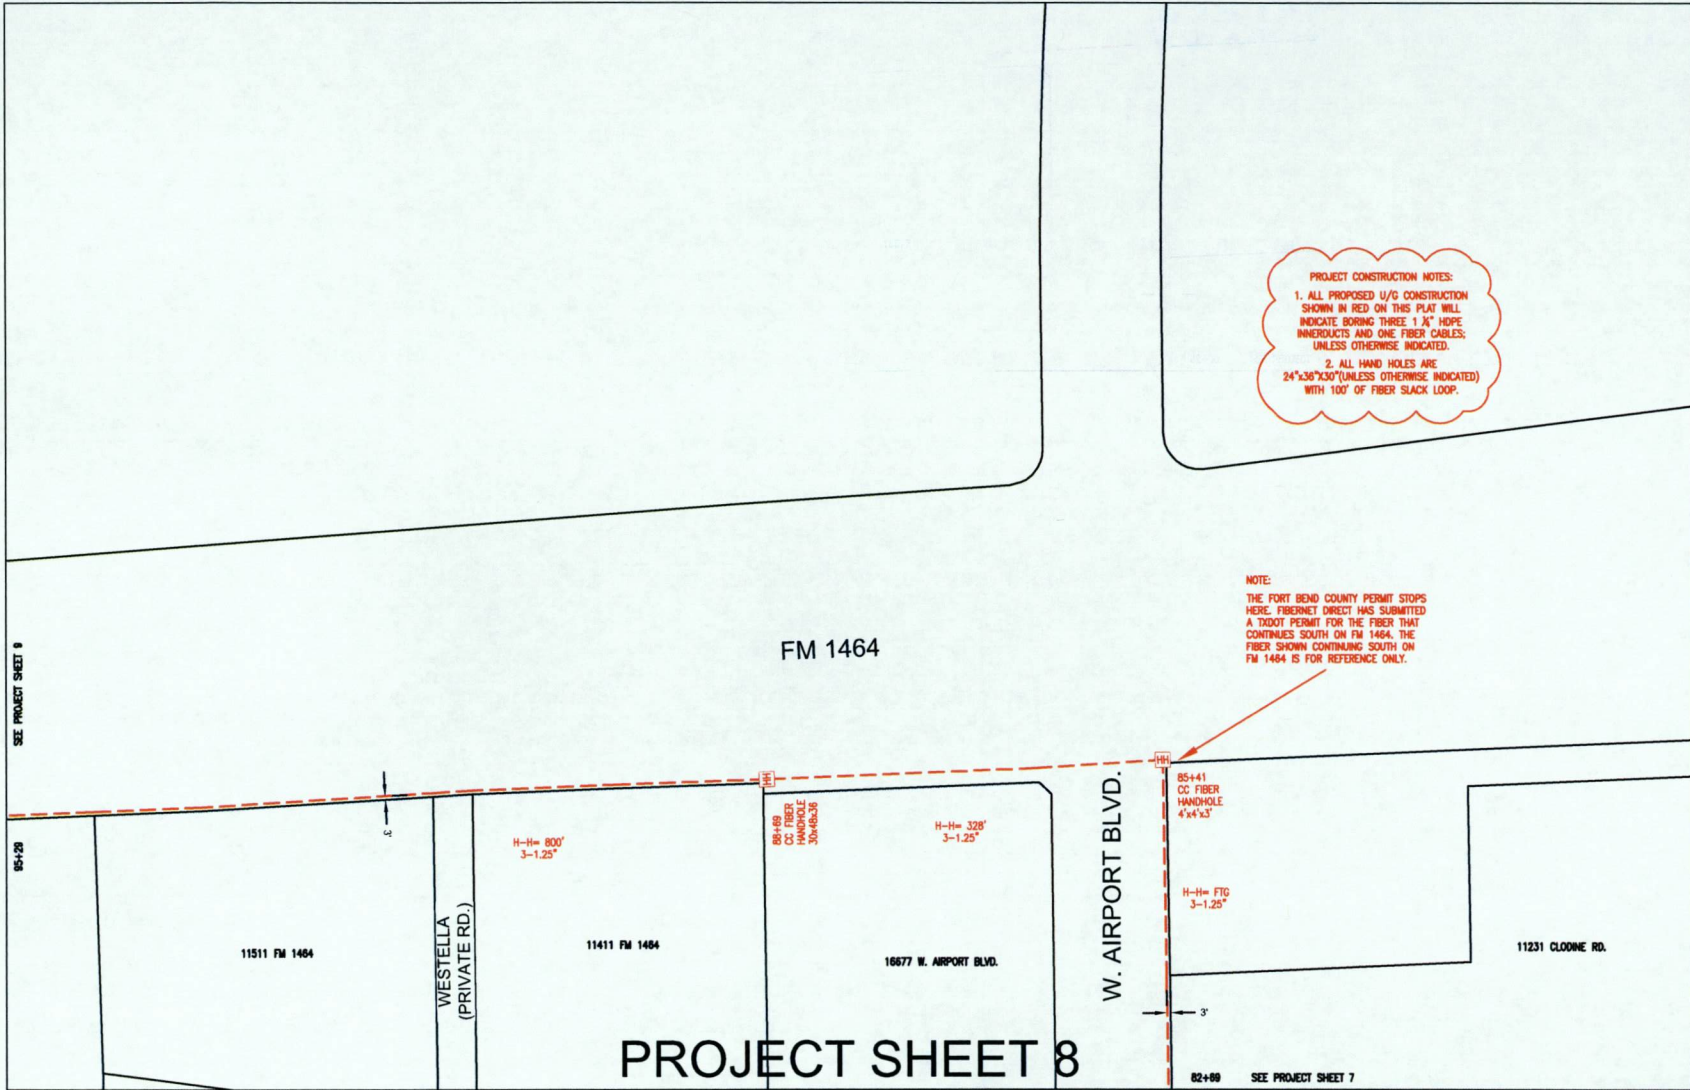 PROJECT CONSTRUCTION NOTES:
1. ALL PROPOSED U/G CONSTRUCTION
SHOWN IN RED ON THIS PLAT WILL
INDICATE BORING THREE 1 ¼" HDPE
INNERDUCTS AND ONE FIBER CABLES;
UNLESS OTHERWISE INDICATED.
2. ALL HAND HOLES ARE
24"x36"X30"(UNLESS OTHERWISE INDICATED)
WITH 100' OF FIBER SLACK LOOP.
NOTE:
THE FORT BEND COUNTY PERMIT STOPS
HERE. FIBERNET DIRECT HAS SUBMITTED
A TXDOT PERMIT FOR THE FIBER THAT
CONTINUES SOUTH ON FM 1464. THE
FIBER SHOWN CONTINUING SOUTH ON
FM 1464 IS FOR REFERENCE ONLY.
FM 1464
SEE PROJECT SHEET 9
95+29
3'
HH
HH
88+69
CC FIBER
HANDHOLE
30x48x36
85+41
CC FIBER
HANDHOLE
4'x4'x3'
H-H= 800'
3-1.25"
H-H= 328'
3-1.25"
H-H= FTG
3-1.25"
11511 FM 1464
WESTELLA
(PRIVATE RD.)
11411 FM 1464
16677 W. AIRPORT BLVD.
W. AIRPORT BLVD.
11231 CLODINE RD.
3'
PROJECT SHEET 8
82+69 SEE PROJECT SHEET 7